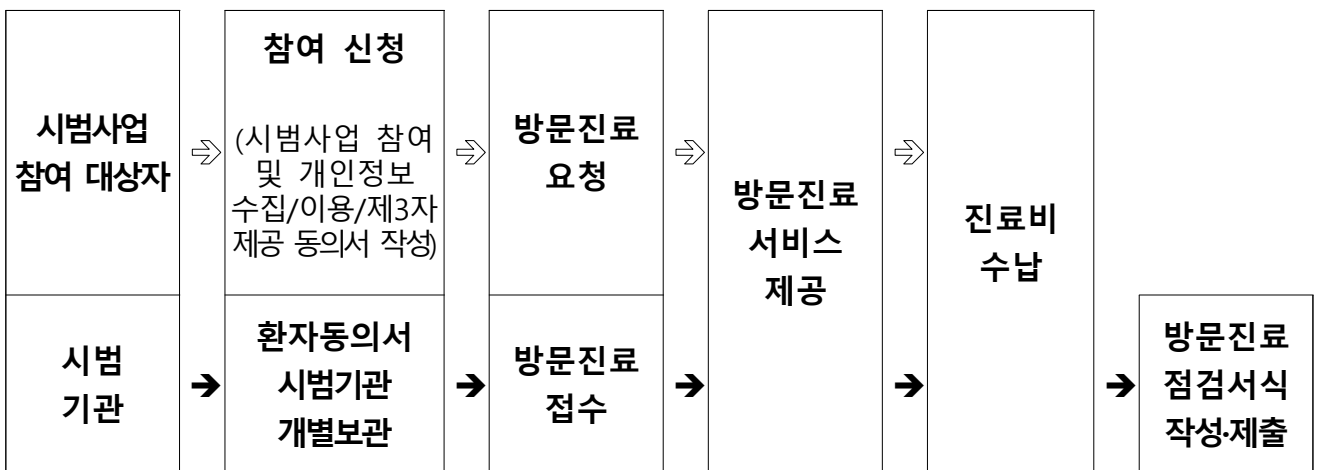 시범사업
참여 대상자
⇨
참여 신청
(시범사업 참여
및 개인정보
수집/이용/제3자
제공 동의서 작성)
⇨
방문진료
요청
⇨
방문진료
서비스
제공
⇨
진료비
수납
시범
기관
➔
환자동의서
시범기관
개별보관
➔
방문진료
접수
➔
➔
➔
방문진료
점검서식
작성·제출